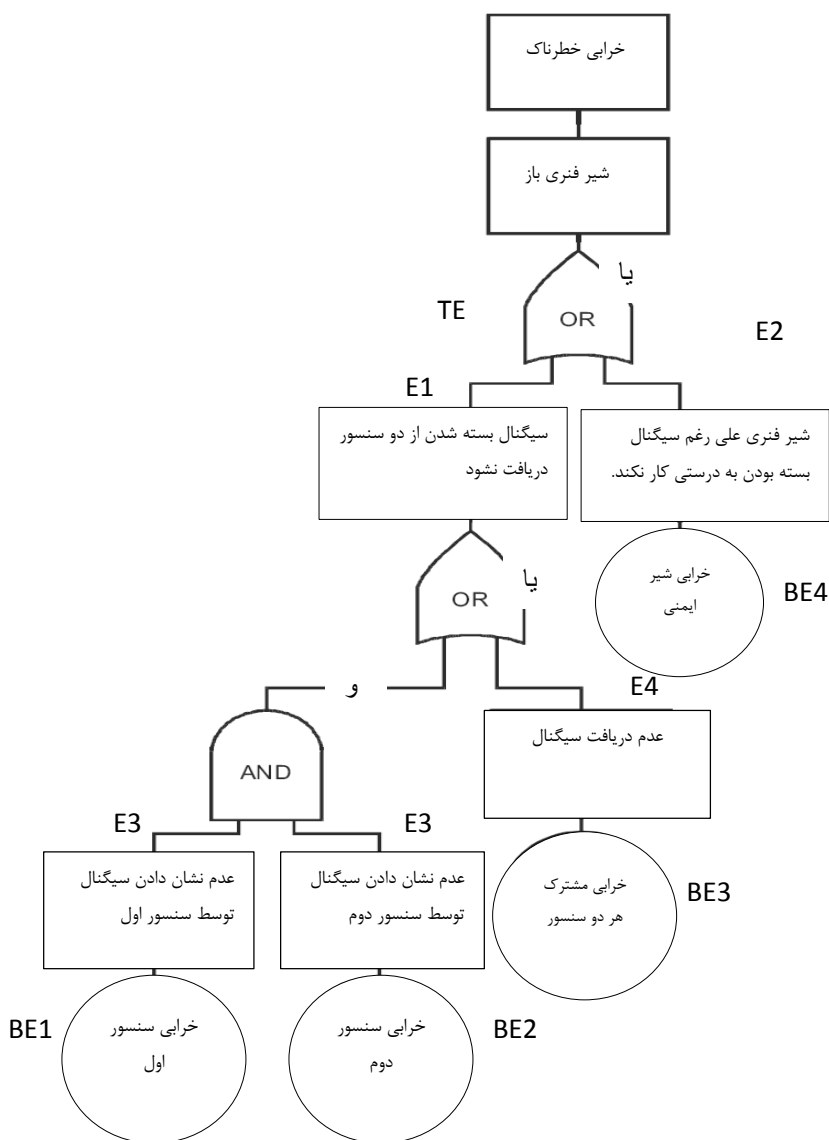 خرابی خطرناک
شیر فنری باز
یا
OR
TE
E2
E1
سیگنال بسته شدن از دو سنسور
دریافت نشود
شیر فنری علی رغم سیگنال
بسته بودن به درستی کار نکند.
یا
OR
خرابی شیر
ایمنی
BE4
و
E4
AND
عدم دریافت سیگنال
E3
E3
عدم نشان دادن سیگنال
توسط سنسور اول
عدم نشان دادن سیگنال
توسط سنسور دوم
خرابی مشترک
هر دو سنسور
BE3
BE1
خرابی سنسور
اول
خرابی سنسور
دوم
BE2